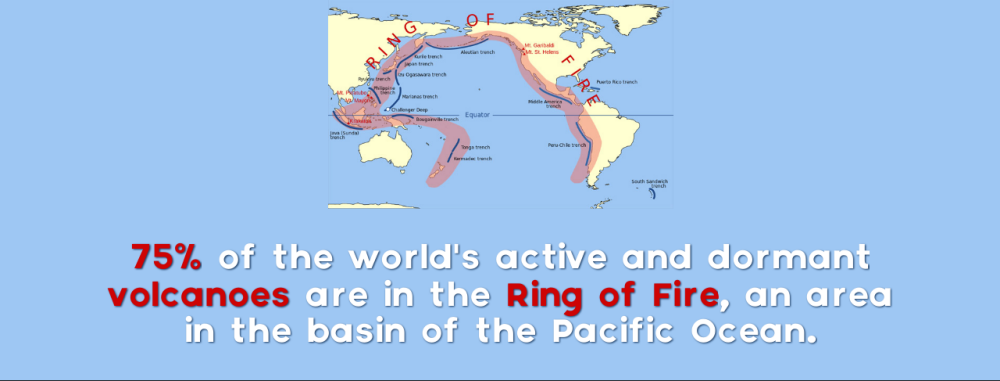 RING OF FIRE
Aleutian trench
Kurile trench
Japan trench
Izu Ogasawara trench
Ryukyu trench
Philippine
trench
Marianas trench
Challenger Deep
Bougainville trench
Mt. Pinatubo
Mt. Mayon
Krakatoa
Java (Sunda)
trench
Tonga trench
Kermadec trench
Equator
Mt. Garibaldi
Mt. St. Helens
Puerto Rico trench
Middle America
trench
Peru-Chile trench
South Sandwich
trench
75% of the world's active and dormant
volcanoes are in the Ring of Fire, an area
in the basin of the Pacific Ocean.